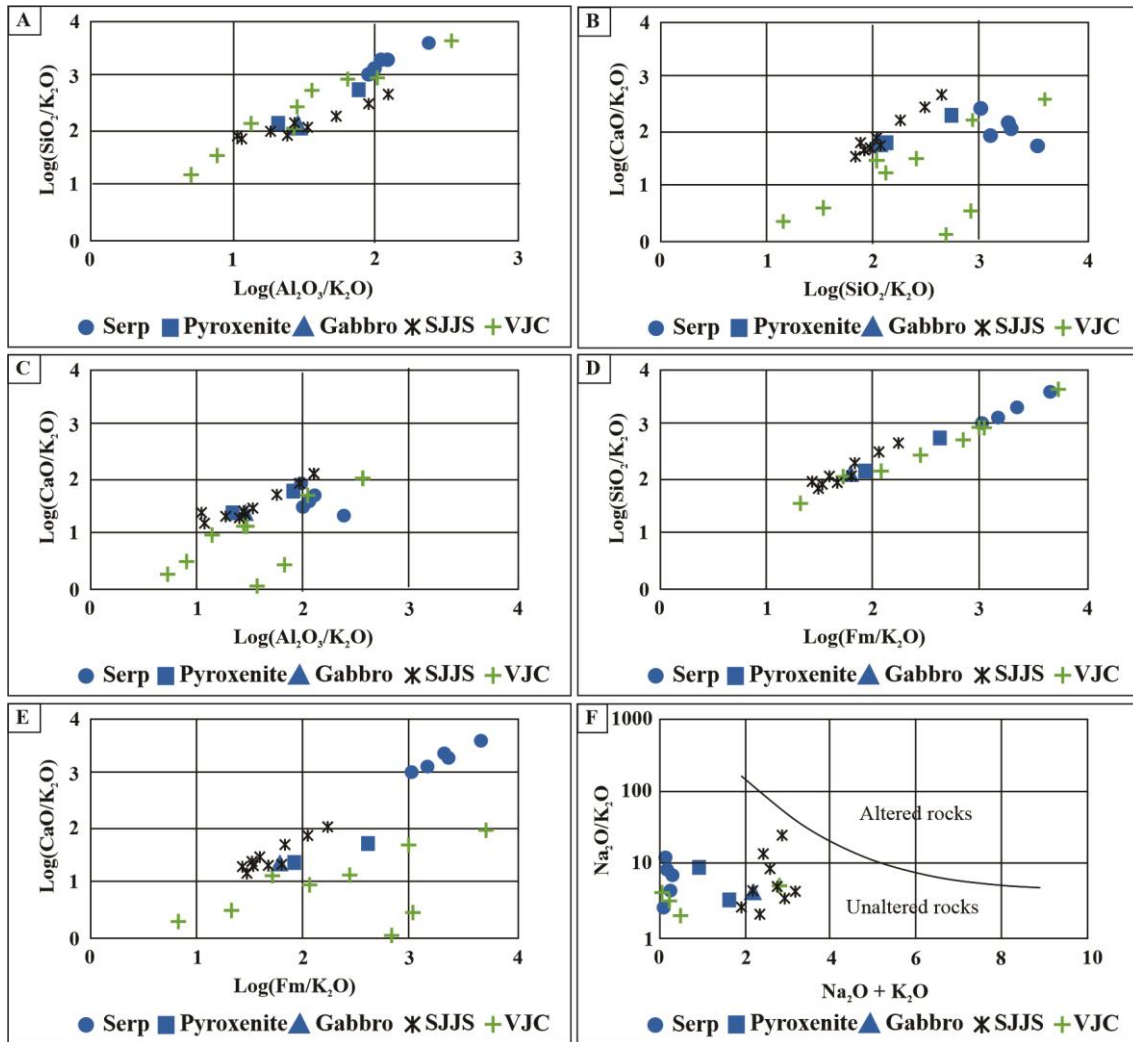 A
4
3
2
1
0
Log(SiO₂/K₂O)
0 1 2 3
Log(Al₂O₃/K₂O)
Serp Pyroxenite Gabbro SJJS VJC
B
4
3
2
1
0
Log(CaO/K₂O)
0 1 2 3 4
Log(SiO₂/K₂O)
Serp Pyroxenite Gabbro SJJS VJC
C
4
3
2
1
0
Log(CaO/K₂O)
0 1 2 3 4
Log(Al₂O₃/K₂O)
Serp Pyroxenite Gabbro SJJS VJC
D
4
3
2
1
0
Log(SiO₂/K₂O)
0 1 2 3 4
Log(Fm/K₂O)
Serp Pyroxenite Gabbro SJJS VJC
E
4
3
2
1
0
Log(CaO/K₂O)
0 1 2 3 4
Log(Fm/K₂O)
Serp Pyroxenite Gabbro SJJS VJC
F
1000
100
10
1
Na₂O/K₂O
Altered rocks
Unaltered rocks
0 2 4 6 8 10
Na₂O + K₂O
Serp Pyroxenite Gabbro SJJS VJC